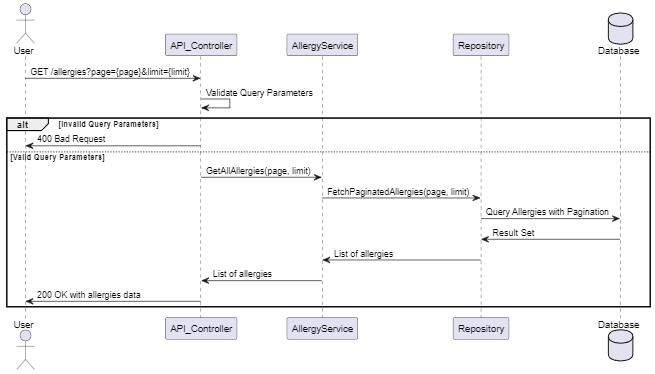 User
API_Controller
AllergyService
Repository
Database
GET /allergies?page={page}&limit={limit}
Validate Query Parameters
alt
[Invalid Query Parameters]
400 Bad Request
[Valid Query Parameters]
GetAllAllergies(page, limit)
FetchPaginatedAllergies(page, limit)
Query Allergies with Pagination
Result Set
List of allergies
List of allergies
200 OK with allergies data
User
API_Controller
AllergyService
Repository
Database